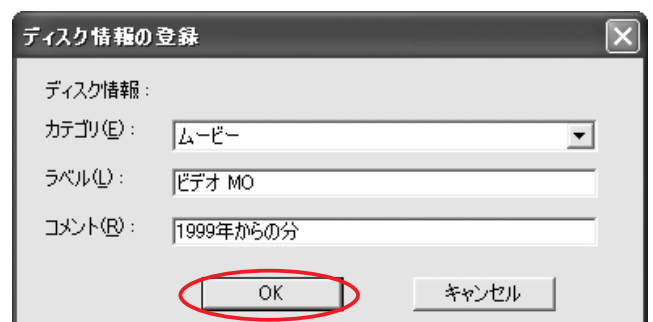 ディスク情報の登録
ディスク情報：
カテゴリ(E)： ムービー
ラベル(L)： ビデオ MO
コメント(R)： 1999年からの分
OK キャンセル